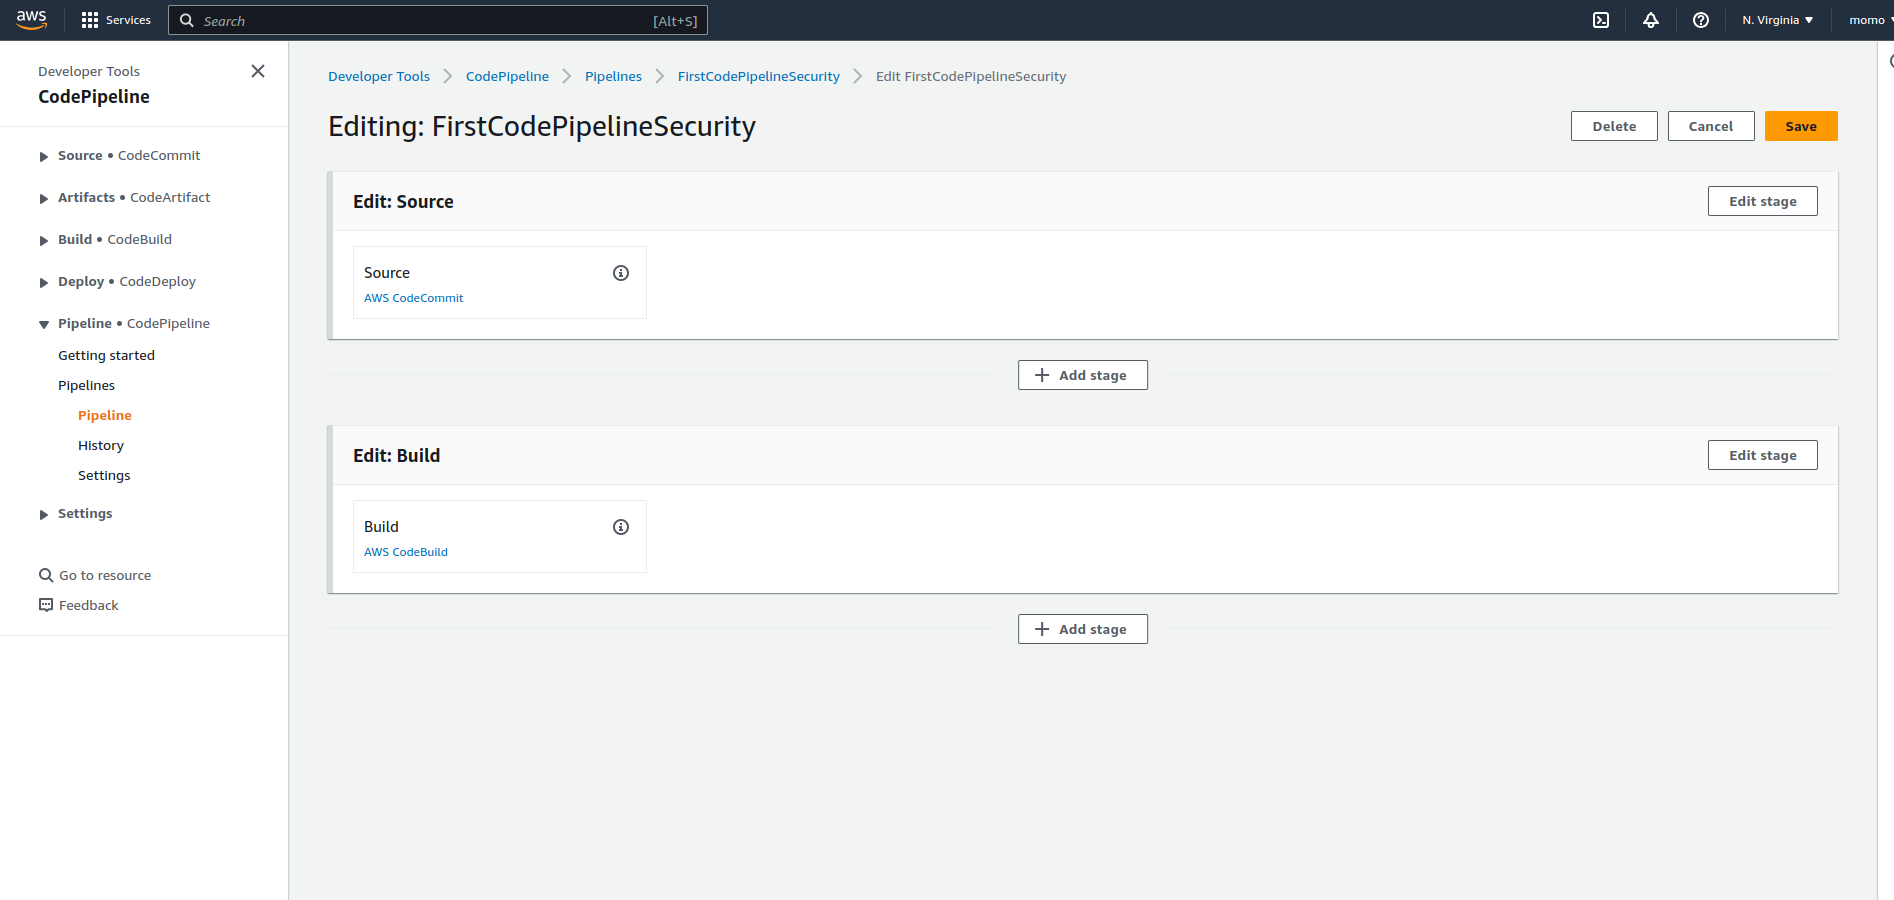 aws Services Search [Alt+S] N. Virginia momo
Developer Tools
CodePipeline
Source • CodeCommit
Artifacts • CodeArtifact
Build • CodeBuild
Deploy • CodeDeploy
Pipeline • CodePipeline
Getting started
Pipelines
Pipeline
History
Settings
Settings
Go to resource
Feedback
Developer Tools CodePipeline Pipelines FirstCodePipelineSecurity Edit FirstCodePipelineSecurity
Editing: FirstCodePipelineSecurity Delete Cancel Save
Edit: Source Edit stage
Source
AWS CodeCommit
Add stage
Edit: Build Edit stage
Build
AWS CodeBuild
Add stage